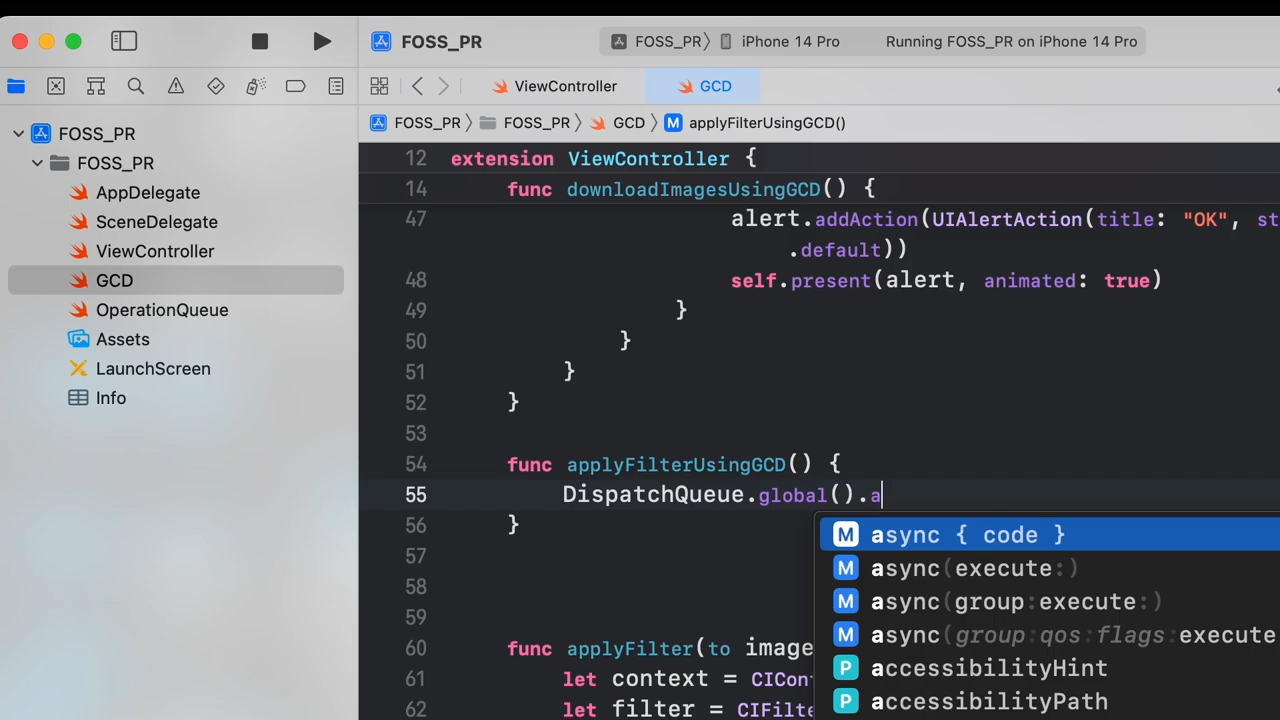 FOSS_PR
FOSS_PR
iPhone 14 Pro
Running FOSS_PR on iPhone 14 Pro
ViewController
GCD
FOSS_PR
FOSS_PR
GCD
M
applyFilterUsingGCD()
FOSS_PR
FOSS_PR
AppDelegate
SceneDelegate
ViewController
GCD
OperationQueue
Assets
LaunchScreen
Info
12 extension ViewController {
14 func downloadImagesUsingGCD() {
47 alert.addAction(UIAlertAction(title: "OK", st
.default))
48 self.present(alert, animated: true)
49 }
50 }
51 }
52 }
53
54 func applyFilterUsingGCD() {
55 DispatchQueue.global().a
56 }
57
58
59
60 func applyFilter(to image
61 let context = CICont
62 let filter = CIFilte
M async { code }
M async(execute:)
M async(group:execute:)
M async(group:qos:flags:execute
P accessibilityHint
P accessibilityPath